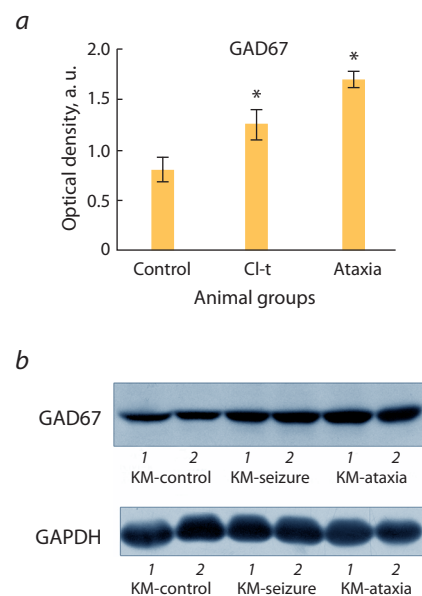 a
GAD67
Optical density, a. u.
2.0
1.5
1.0
0.5
0
*
*
Control Cl-t Ataxia
Animal groups
b
GAD67
1 2 1 2 1 2
KM-control KM-seizure KM-ataxia
GAPDH
1 2 1 2 1 2
KM-control KM-seizure KM-ataxia